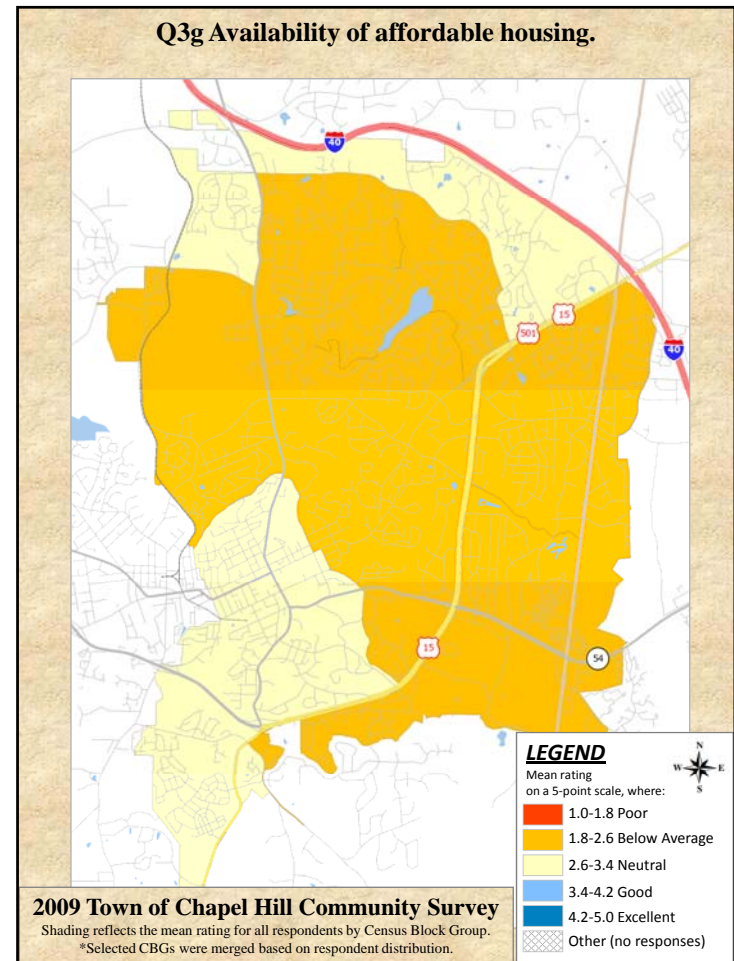 Q3g Availability of affordable housing.
40
15
501
40
15
54
LEGEND
Mean rating
on a 5-point scale, where:
N
W E
S
1.0-1.8 Poor
1.8-2.6 Below Average
2.6-3.4 Neutral
3.4-4.2 Good
4.2-5.0 Excellent
Other (no responses)
2009 Town of Chapel Hill Community Survey
Shading reflects the mean rating for all respondents by Census Block Group.
*Selected CBGs were merged based on respondent distribution.